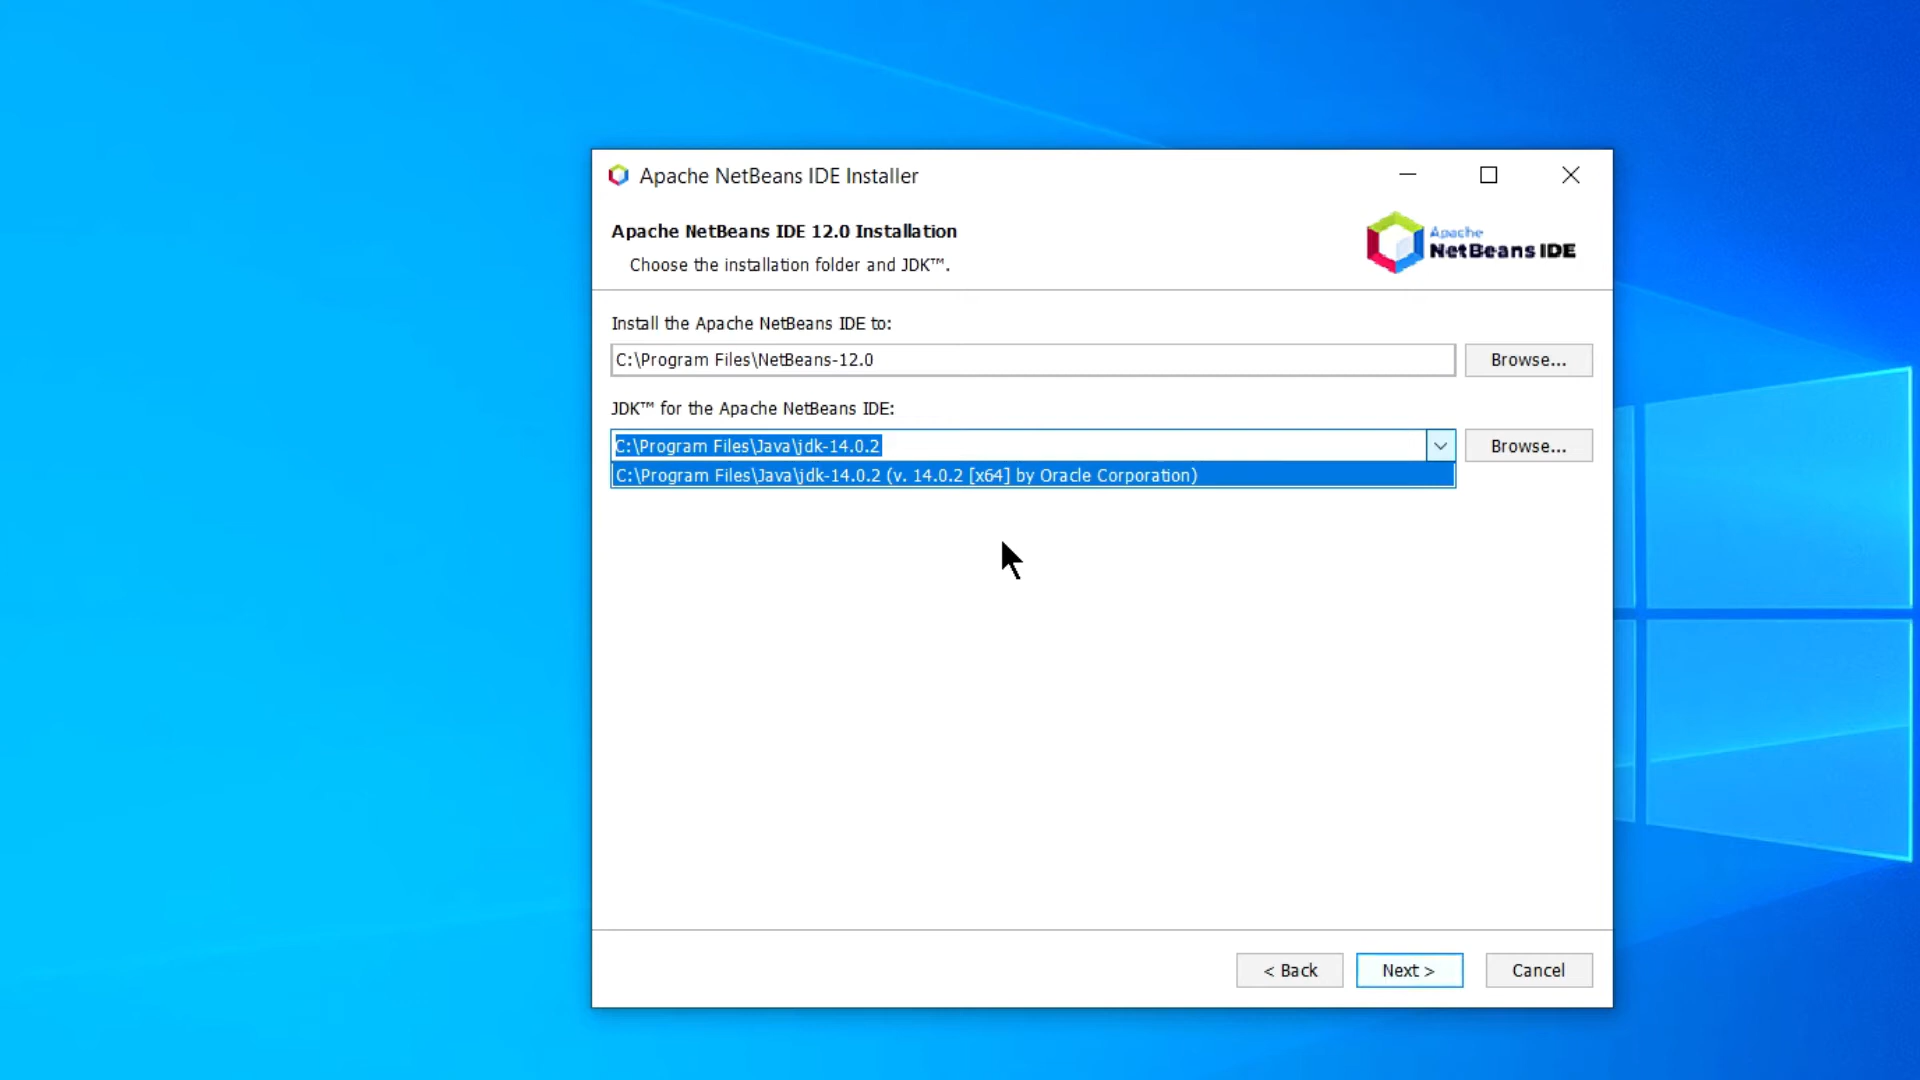 Apache NetBeans IDE Installer
Apache NetBeans IDE 12.0 Installation
Choose the installation folder and JDK™.
Apache
NetBeans IDE
Install the Apache NetBeans IDE to:
C:\Program Files\NetBeans-12.0
Browse...
JDK™ for the Apache NetBeans IDE:
C:\Program Files\Java\jdk-14.0.2
Browse...
C:\Program Files\Java\jdk-14.0.2 (v. 14.0.2 [x64] by Oracle Corporation)
< Back
Next >
Cancel